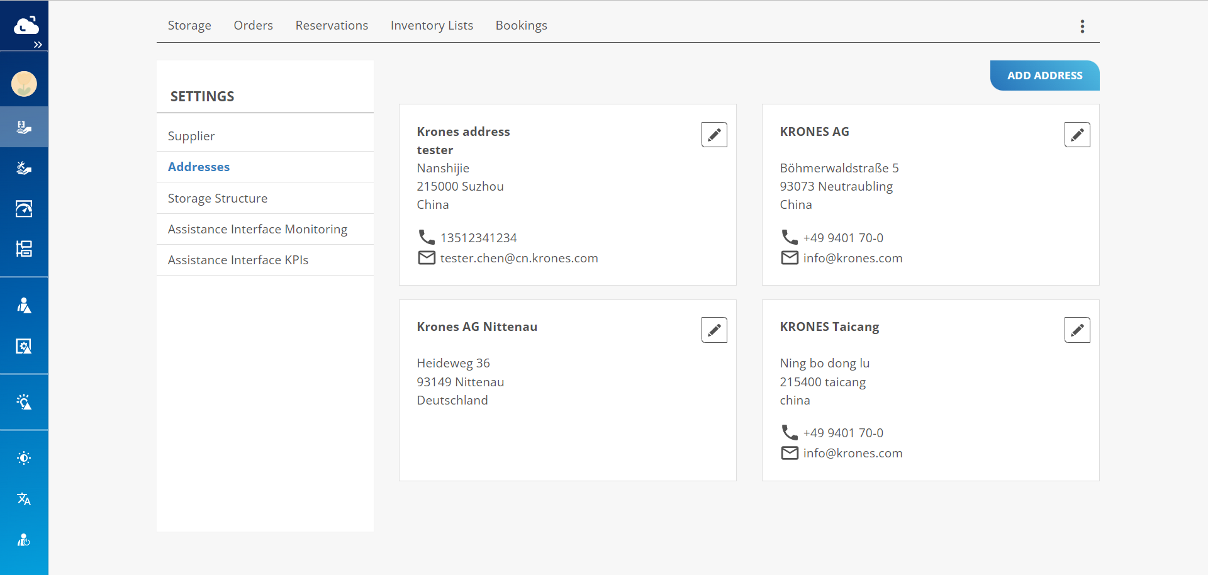 Storage
Orders
Reservations
Inventory Lists
Bookings
SETTINGS
Supplier
Addresses
Storage Structure
Assistance Interface Monitoring
Assistance Interface KPIs
ADD ADDRESS
Krones address
tester
Nanshijie
215000 Suzhou
China
13512341234
tester.chen@cn.krones.com
KRONES AG
Böhmerwaldstraße 5
93073 Neutraubling
China
+49 9401 70-0
info@krones.com
Krones AG Nittenau
Heideweg 36
93149 Nittenau
Deutschland
KRONES Taicang
Ning bo dong lu
215400 taicang
china
+49 9401 70-0
info@krones.com